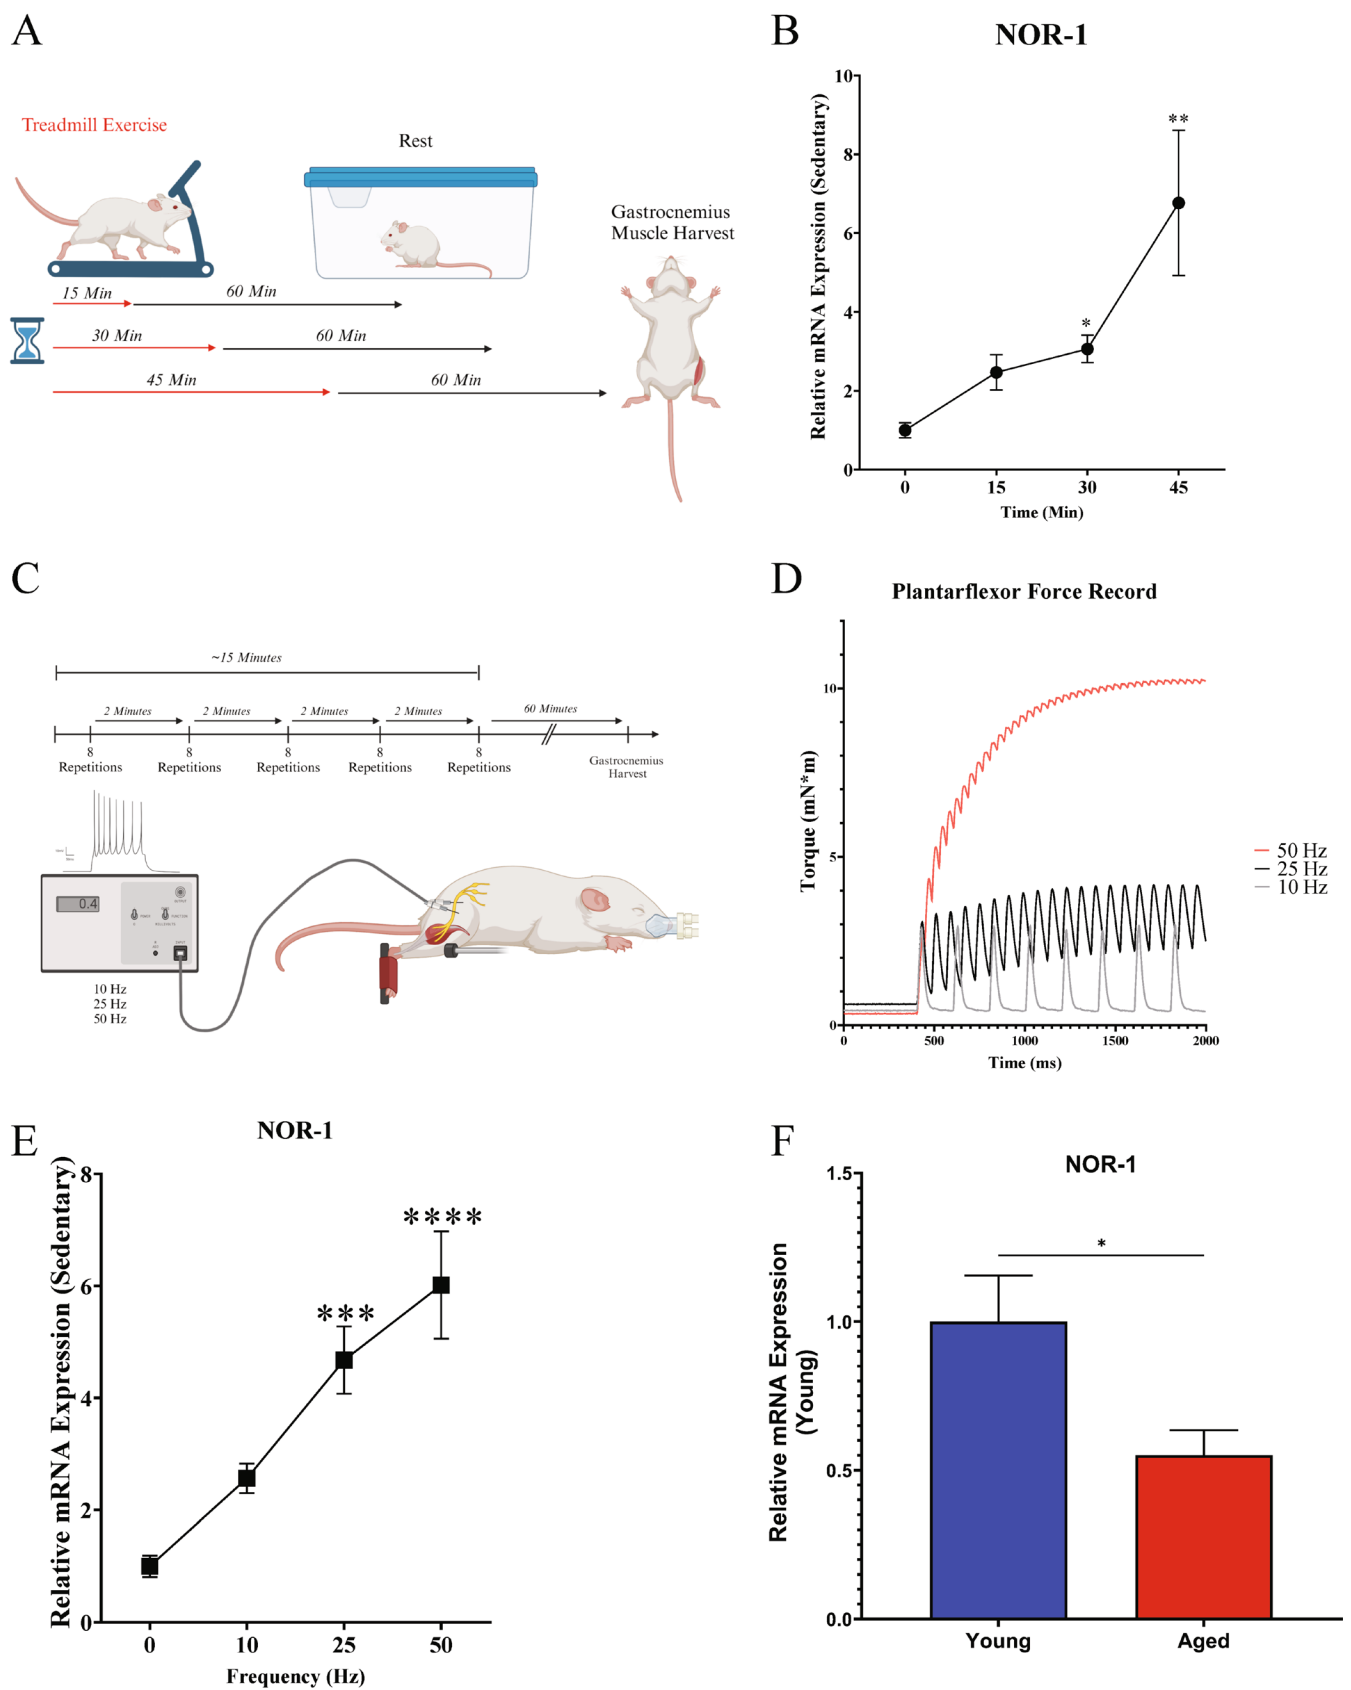 A
Treadmill Exercise
Rest
Gastrocnemius
Muscle Harvest
15 Min
60 Min
30 Min
60 Min
45 Min
60 Min
B
NOR-1
Relative mRNA Expression (Sedentary)
10
8
6
4
2
0
*
**
0 15 30 45
Time (Min)
C
~15 Minutes
2 Minutes 2 Minutes 2 Minutes 2 Minutes 60 Minutes
8 8 8 8 8
Repetitions Repetitions Repetitions Repetitions Repetitions
Gastrocnemius
Harvest
0.4
OUTPUT
POWER
FUNCTION
INPUT
10 Hz
25 Hz
50 Hz
D
Plantarflexor Force Record
Torque (mN*m)
10
5
0
0 500 1000 1500 2000
Time (ms)
50 Hz
25 Hz
10 Hz
E
NOR-1
Relative mRNA Expression (Sedentary)
8
6
4
2
0
***
****
0 10 25 50
Frequency (Hz)
F
NOR-1
Relative mRNA Expression
(Young)
1.5
1.0
0.5
0.0
*
Young Aged